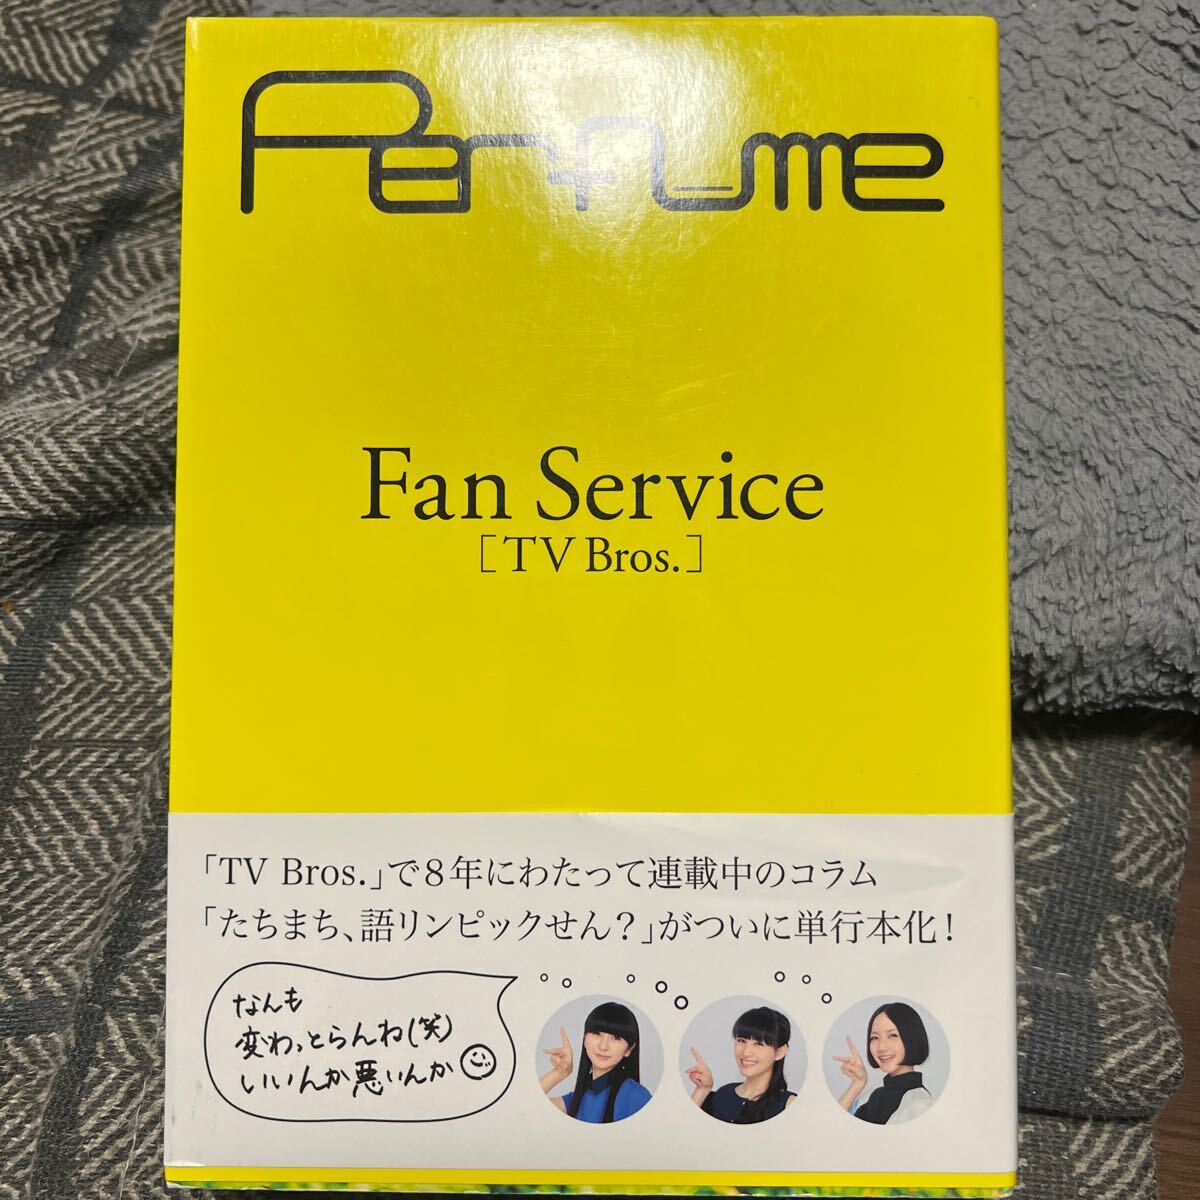 Perfume
Fan Service
[TV Bros.]
「TV Bros.」で8年にわたって連載中のコラム
「たちまち、語リンピックせん？」がついに単行本化！
なんも
変わっとらんね(笑)
いいんか悪いんか